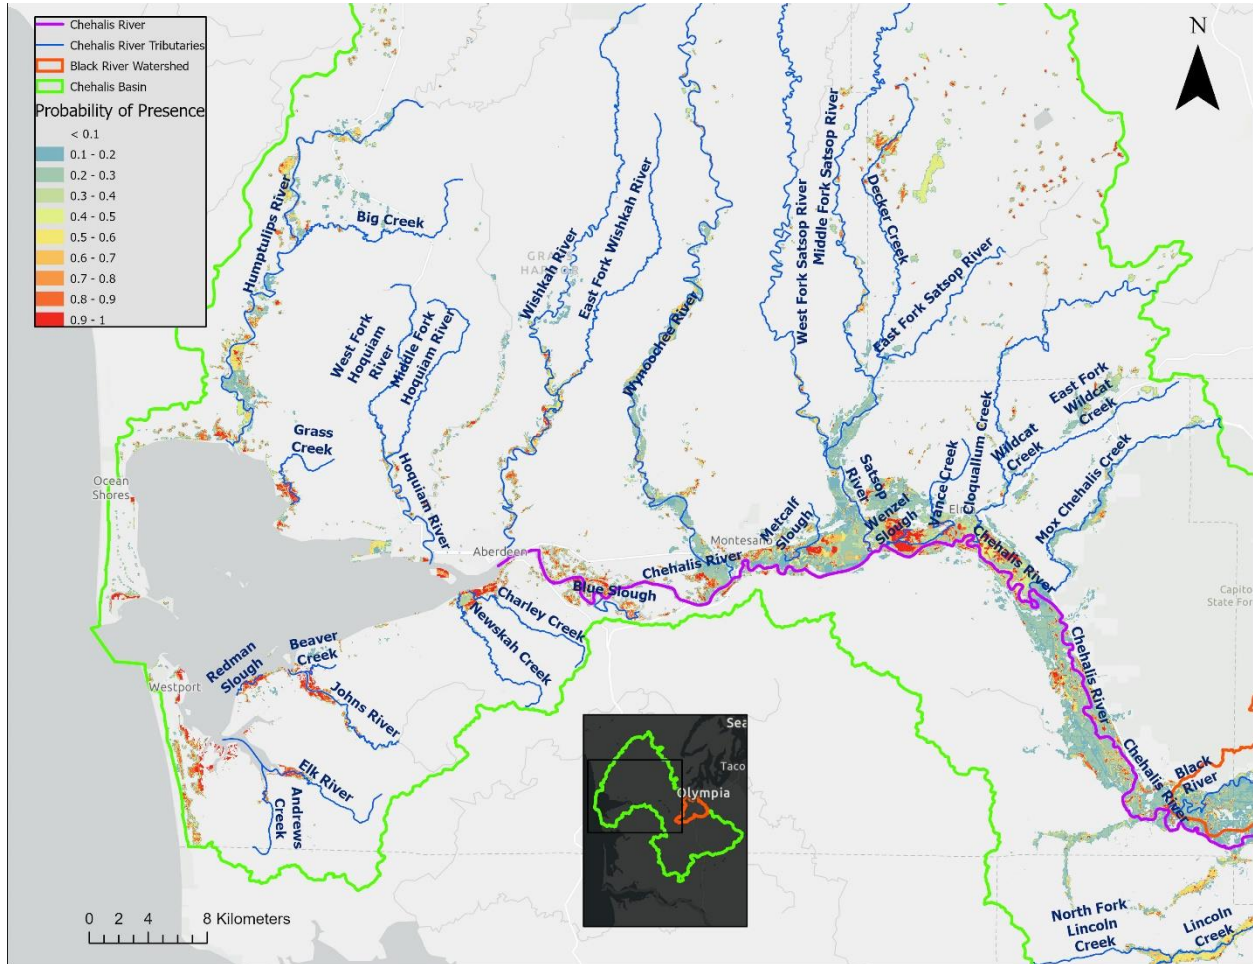 Chehalis River
Chehalis River Tributaries
Black River Watershed
Chehalis Basin
Probability of Presence
< 0.1
0.1 - 0.2
0.2 - 0.3
0.3 - 0.4
0.4 - 0.5
0.5 - 0.6
0.6 - 0.7
0.7 - 0.8
0.8 - 0.9
0.9 - 1
N
Humptulips River
Big Creek
West Fork
Hoquiam
River
Middle Fork
Hoquiam River
Grass
Creek
Hoquiam River
Wishkah River
East Fork Wishkah River
Wynoochee River
West Fork Satsop River
Middle Fork Satsop River
Decker Creek
East Fork Satsop River
East Fork
Wildcat
Creek
Wildcat
Creek
Cloquallum Creek
Vance Creek
Mox Chehalis Creek
Satsop
River
Wenzel
Slough
Metcalf
Slough
Montesano
Chehalis River
Blue Slough
Aberdeen
Ocean
Shores
Charley Creek
Newskah Creek
Beaver
Creek
Redman
Slough
Johns River
Westport
Elk River
Andrews
Creek
Chehalis River
Chehalis River
Chehalis River
Black
River
North Fork
Lincoln
Creek
Lincoln
Creek
Capito
State For
Sea
Taco
Olympia
0 2 4 8 Kilometers